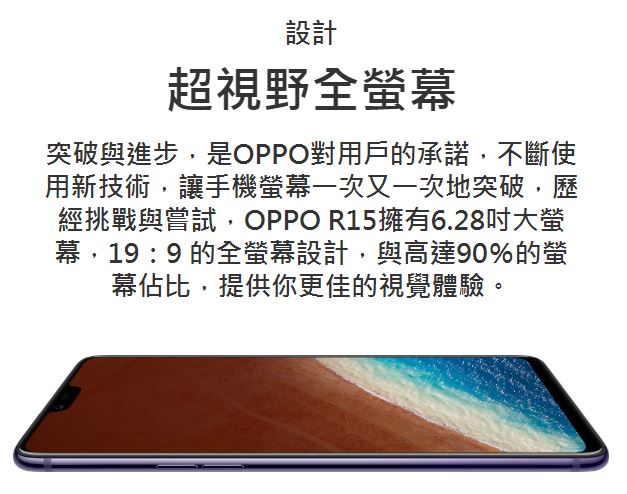 設計
超視野全螢幕
突破與進步，是OPPO對用戶的承諾，不斷使
用新技術，讓手機螢幕一次又一次地突破，歷
經挑戰與嘗試，OPPO R15擁有6.28吋大螢
幕，19：9 的全螢幕設計，與高達90%的螢
幕佔比，提供你更佳的視覺體驗。